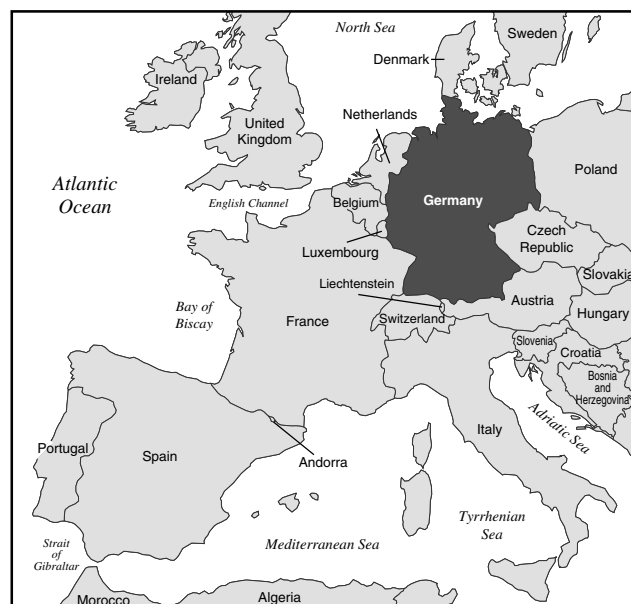 North Sea
Sweden
Denmark
Ireland
Netherlands
United
Kingdom
Poland
Atlantic
Ocean
English Channel
Belgium
Germany
Czech
Republic
Luxembourg
Slovakia
Liechtenstein
Austria
Bay of
Biscay
France
Switzerland
Hungary
Slovenia
Croatia
Bosnia
and
Herzegovina
Adriatic Sea
Italy
Portugal
Spain
Andorra
Tyrrhenian
Sea
Strait
of
Gibraltar
Mediterranean Sea
Morocco
Algeria